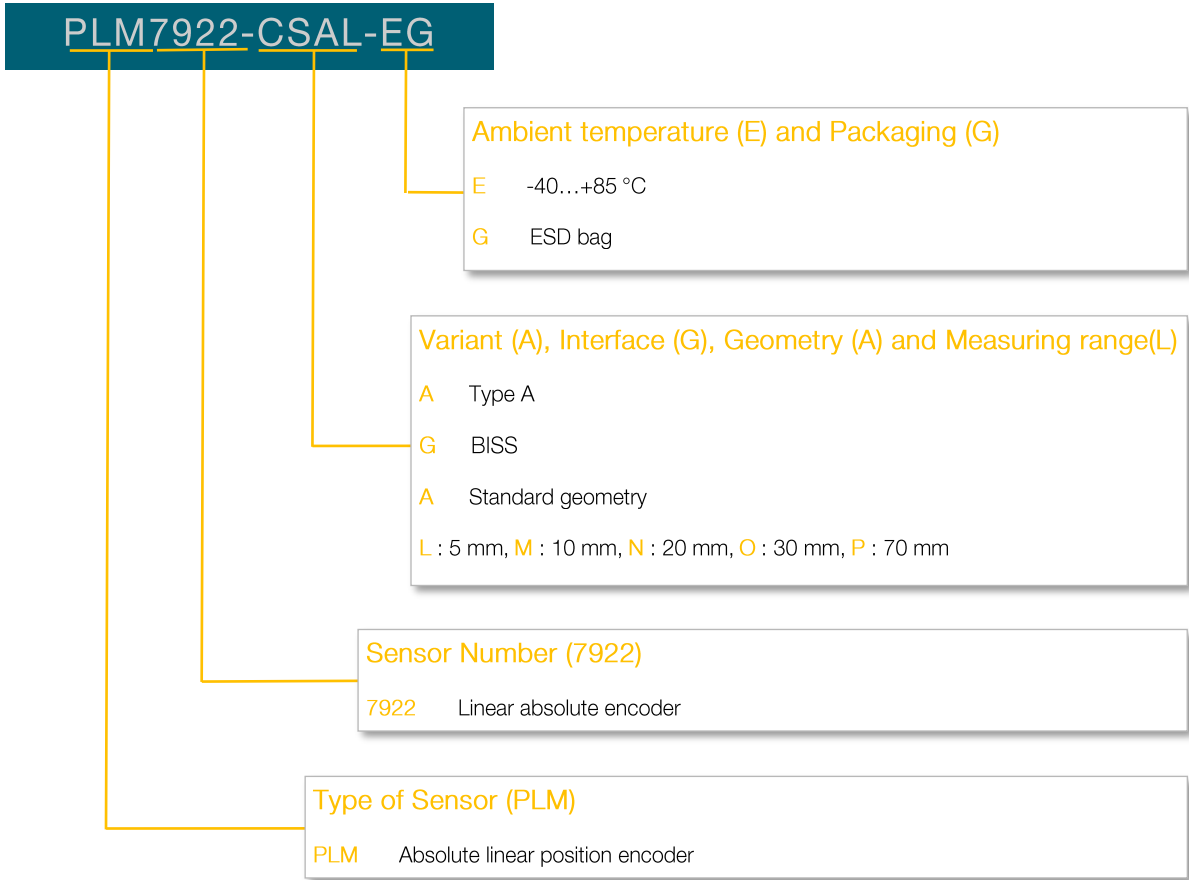 PLM7922-CSAL-EG
Ambient temperature (E) and Packaging (G)
E -40…+85 °C
G ESD bag
Variant (A), Interface (G), Geometry (A) and Measuring range(L)
A Type A
G BISS
A Standard geometry
L : 5 mm, M : 10 mm, N : 20 mm, O : 30 mm, P : 70 mm
Sensor Number (7922)
7922 Linear absolute encoder
Type of Sensor (PLM)
PLM Absolute linear position encoder